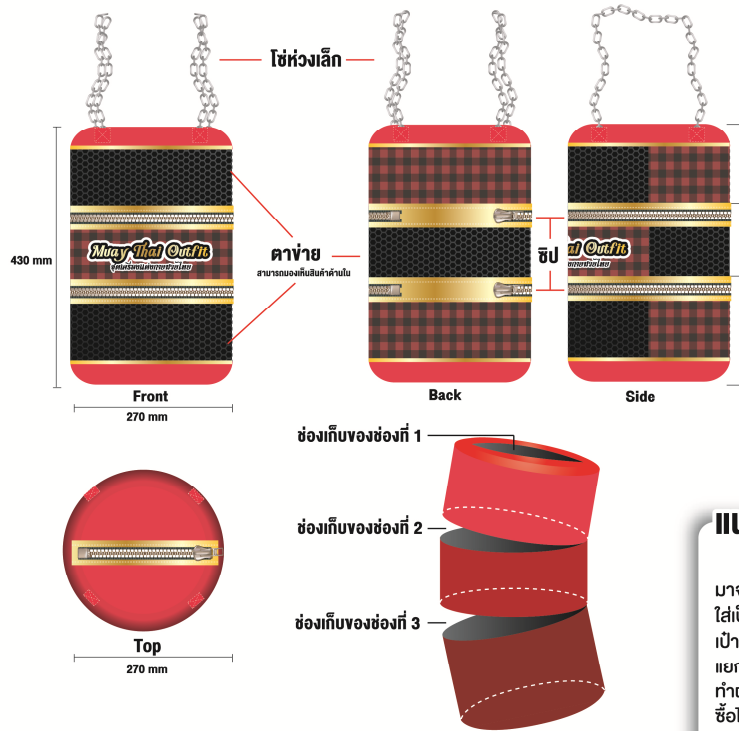 โซ่ห่วงเล็ก
430 mm
Muay Thai Outfit
ตาข่าย
สามารถมองเห็นสินค้าด้านใน
ซิป
ai Outfit
Front
270 mm
Back
Side
ช่องเก็บของช่องที่ 1
ช่องเก็บของช่องที่ 2
ช่องเก็บของช่องที่ 3
Top
270 mm